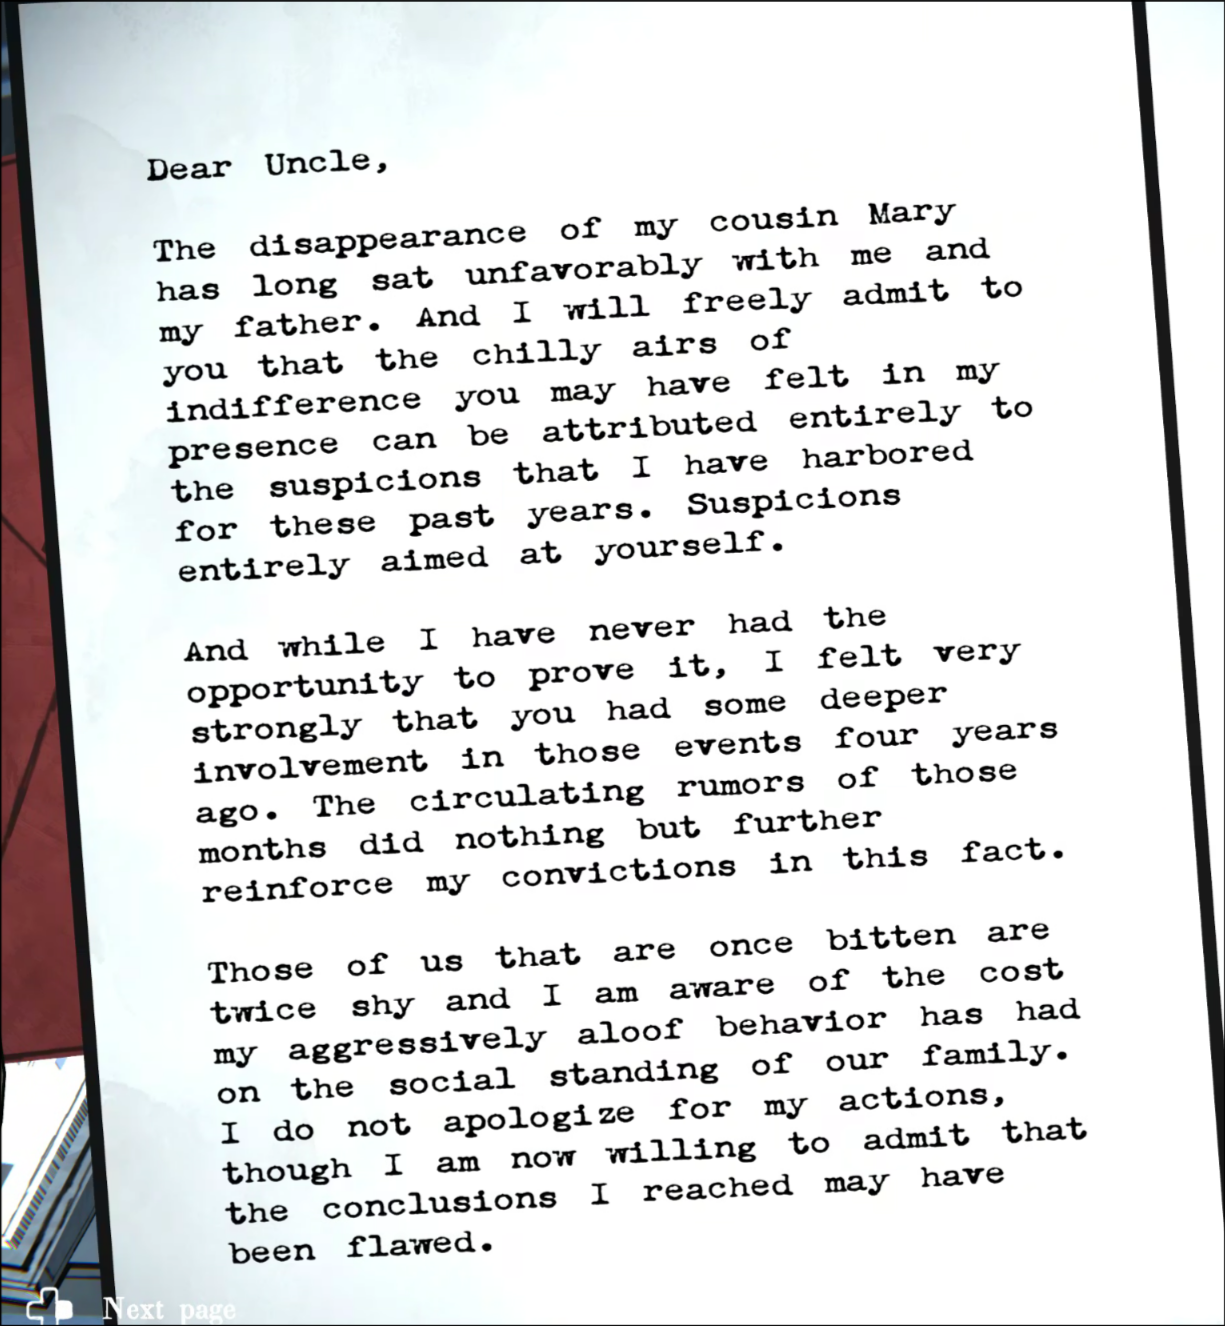 Dear Uncle,
The disappearance of my cousin Mary
has long sat unfavorably with me and
my father. And I will freely admit to
you that the chilly airs of
indifference you may have felt in my
presence can be attributed entirely to
the suspicions that I have harbored
for these past years. Suspicions
entirely aimed at yourself.
And while I have never had the
opportunity to prove it, I felt very
strongly that you had some deeper
involvement in those events four years
ago. The circulating rumors of those
months did nothing but further
reinforce my convictions in this fact.
Those of us that are once bitten are
twice shy and I am aware of the cost
my aggressively aloof behavior has had
on the social standing of our family.
I do not apologize for my actions,
though I am now willing to admit that
the conclusions I reached may have
been flawed.
Next page